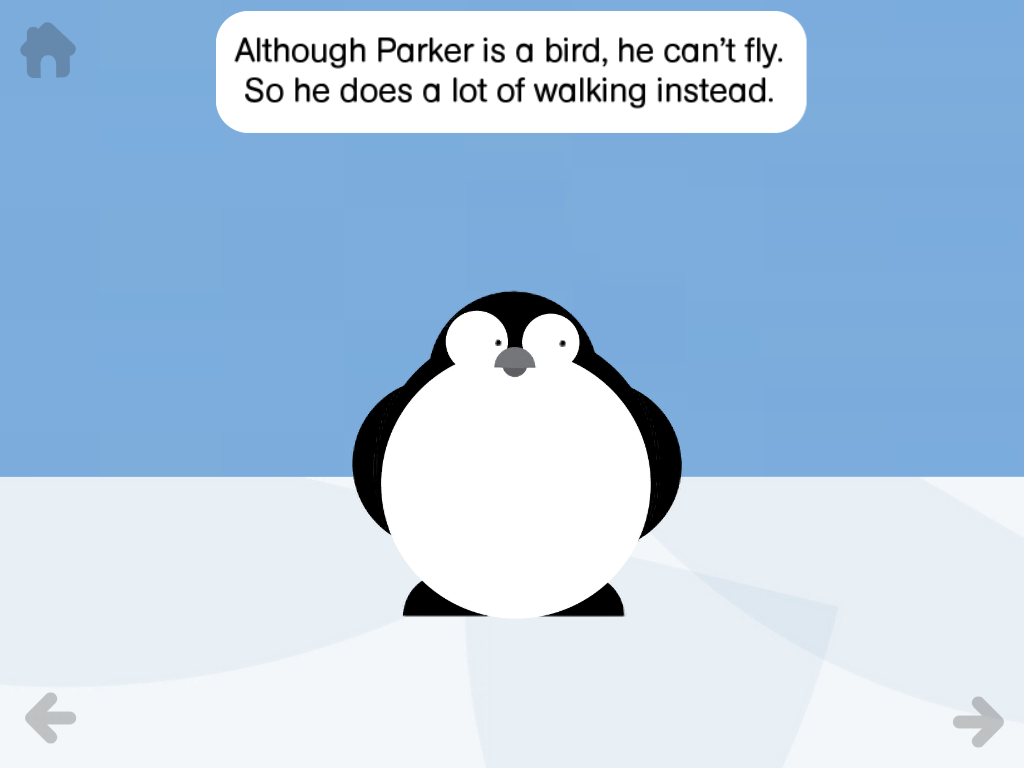 Although Parker is a bird, he can’t fly.
So he does a lot of walking instead.